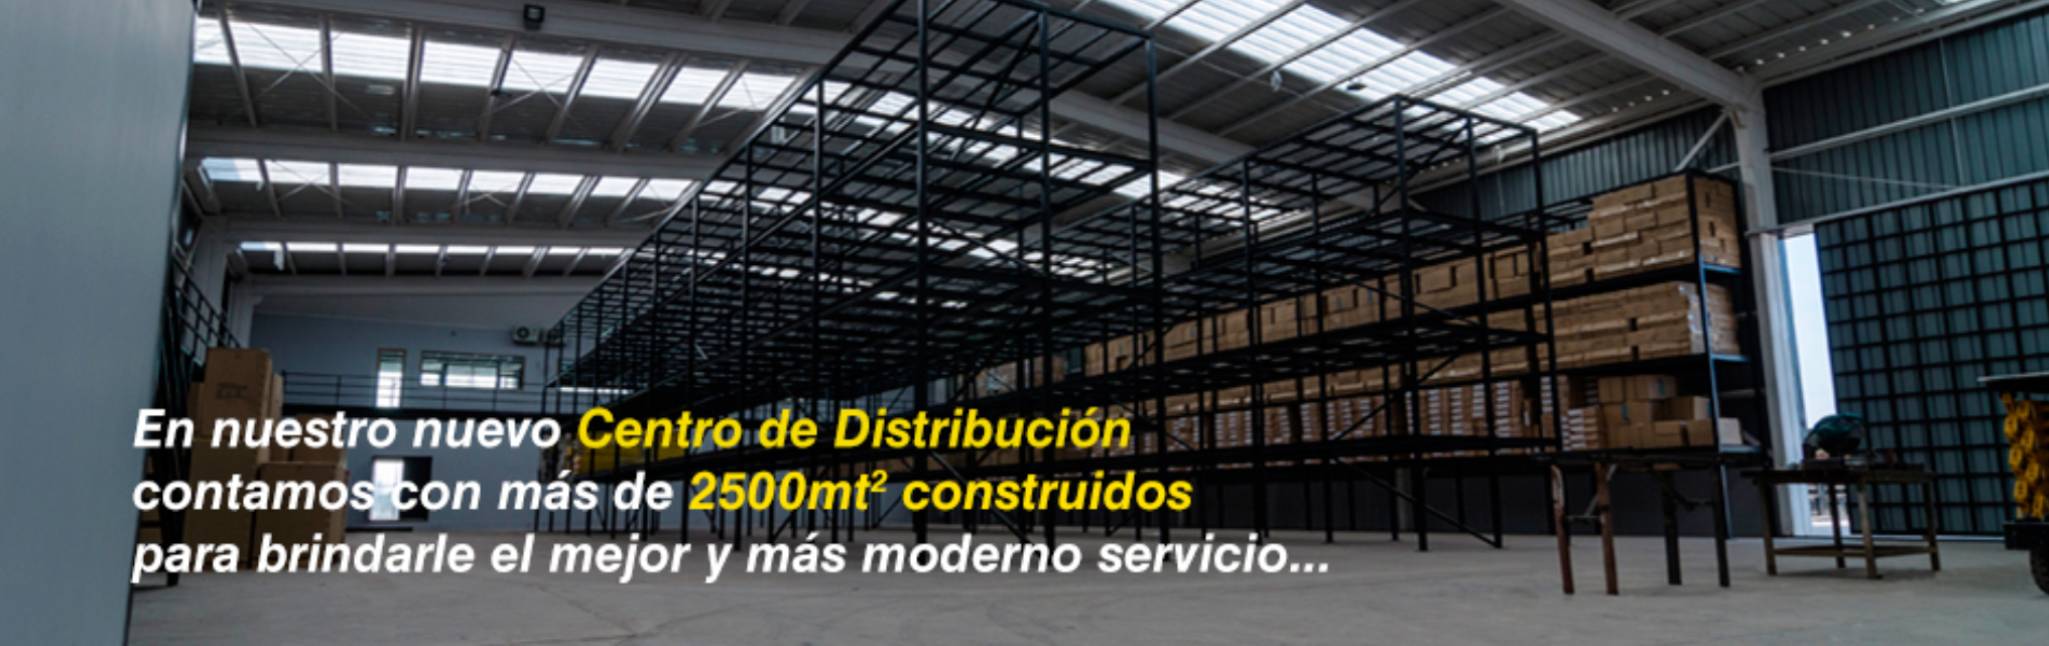 En nuestro nuevo Centro de Distribución
contamos con más de 2500mt² construidos
para brindarle el mejor y más moderno servicio...